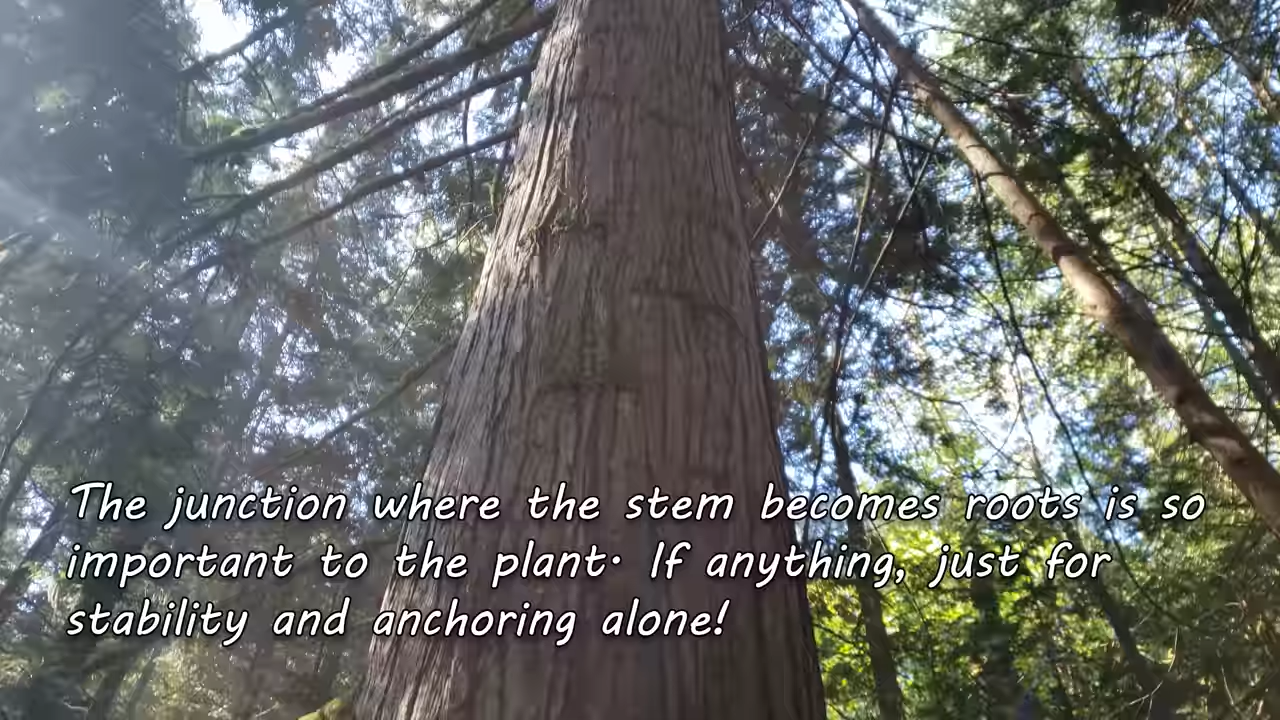 The junction where the stem becomes roots is so
important to the plant. If anything, just for
stability and anchoring alone!